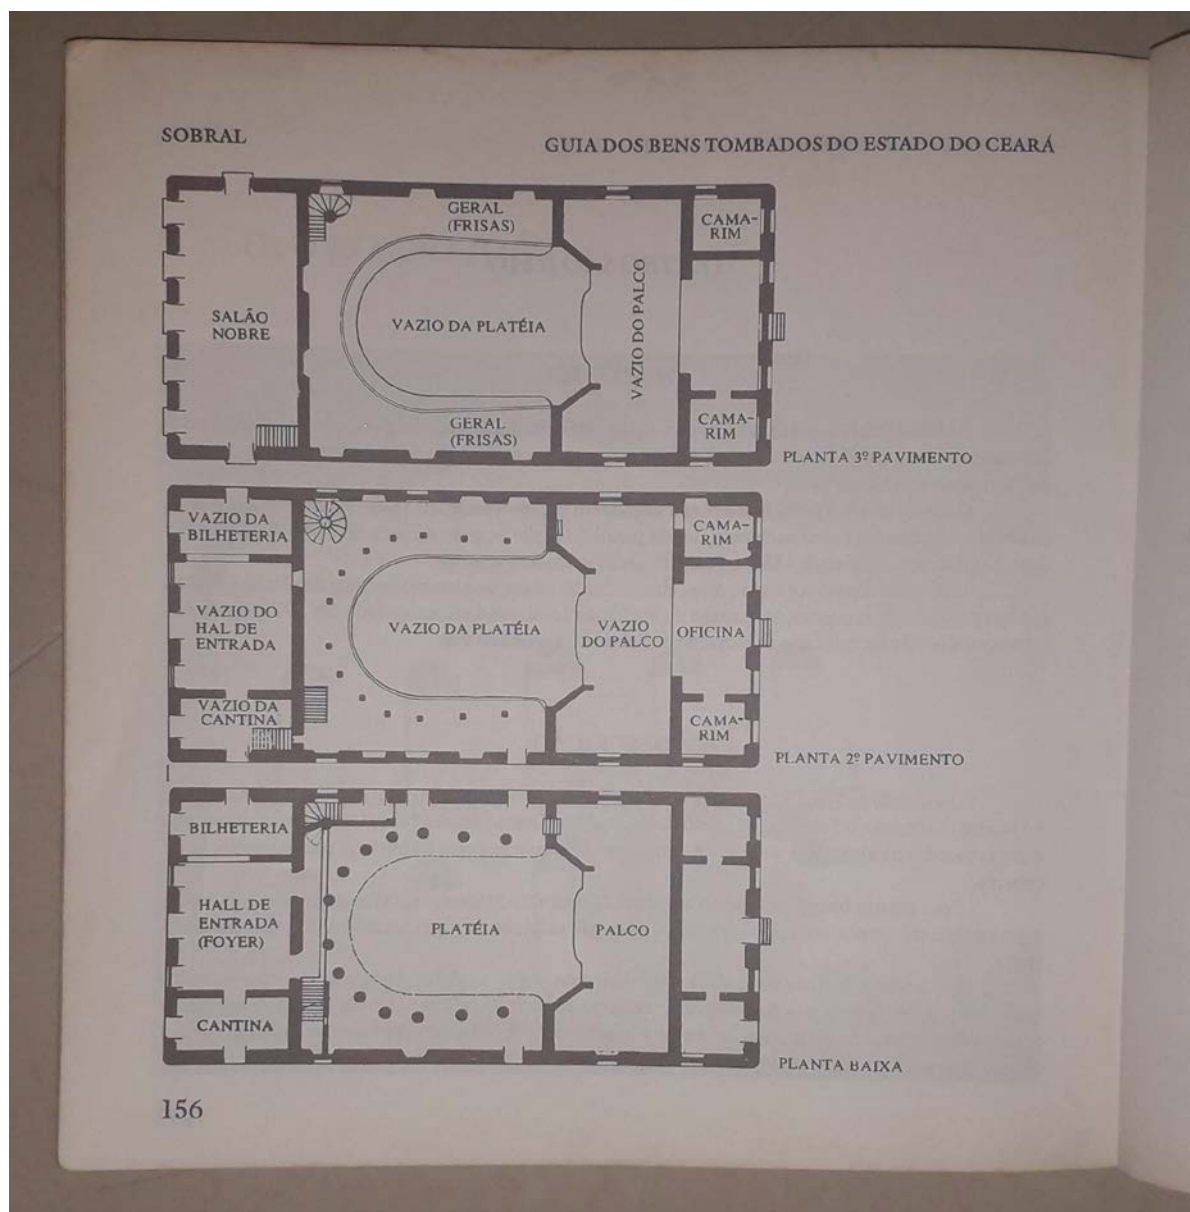 SOBRAL
GUIA DOS BENS TOMBADOS DO ESTADO DO CEARÁ
GERAL
(FRISAS)
CAMA-
RIM
SALÃO
NOBRE
VAZIO DA PLATÉIA
VAZIO DO PALCO
GERAL
(FRISAS)
CAMA-
RIM
PLANTA 3º PAVIMENTO
VAZIO DA
BILHETERIA
CAMA-
RIM
VAZIO DO
HAL DE
ENTRADA
VAZIO DA PLATÉIA
VAZIO
DO PALCO
OFICINA
VAZIO DA
CANTINA
CAMA-
RIM
PLANTA 2º PAVIMENTO
BILHETERIA
HALL DE
ENTRADA
(FOYER)
PLATÉIA
PALCO
CANTINA
PLANTA BAIXA
156